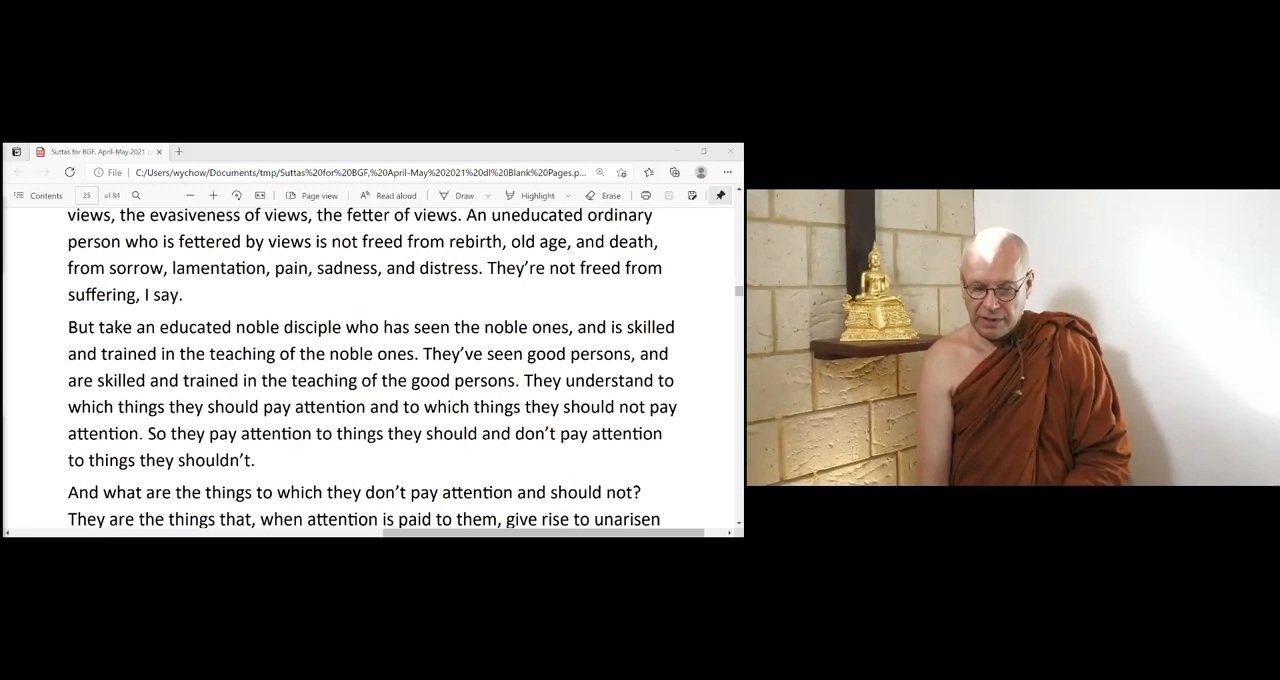 Suttas for BGF, April-May 2021
File
C:/Users/wychow/Documents/tmp/Suttas%20for%20BGF,%20April-May%202021%20dl%20Blank%20Pages.p...
Contents
25
of 84
Page view
Read aloud
Draw
Highlight
Erase
views, the evasiveness of views, the fetter of views. An uneducated ordinary
person who is fettered by views is not freed from rebirth, old age, and death,
from sorrow, lamentation, pain, sadness, and distress. They’re not freed from
suffering, I say.
But take an educated noble disciple who has seen the noble ones, and is skilled
and trained in the teaching of the noble ones. They’ve seen good persons, and
are skilled and trained in the teaching of the good persons. They understand to
which things they should pay attention and to which things they should not pay
attention. So they pay attention to things they should and don’t pay attention
to things they shouldn’t.
And what are the things to which they don’t pay attention and should not?
They are the things that, when attention is paid to them, give rise to unarisen